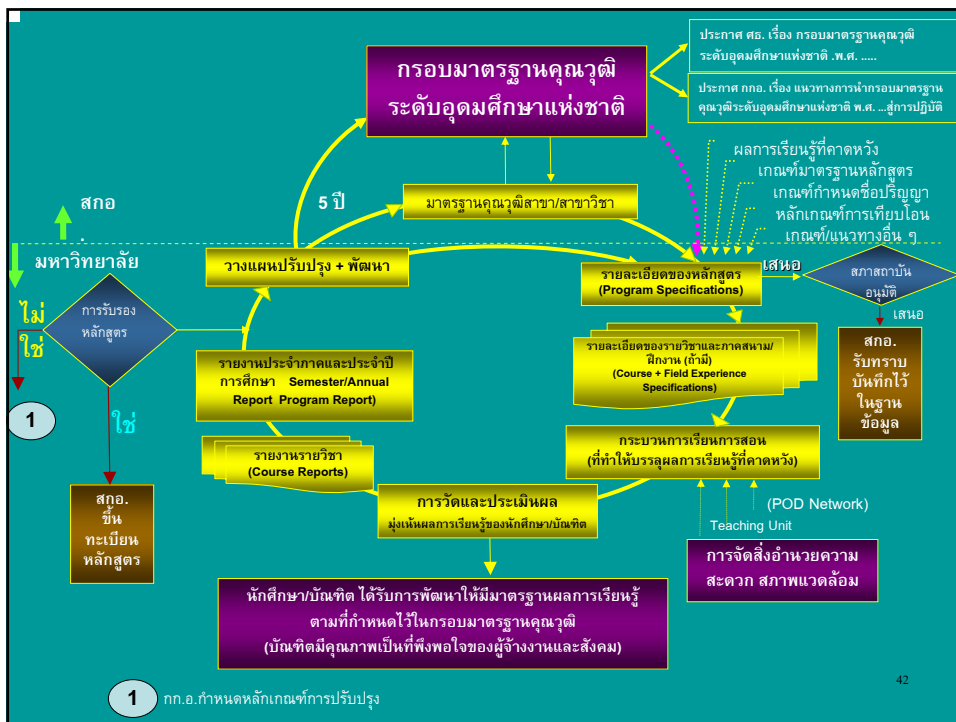 ประกาศ ศธ. เรื่อง กรอบมาตรฐานคุณวุฒิ
ระดับอุดมศึกษาแห่งชาติ .พ.ศ. .....
กรอบมาตรฐานคุณวุฒิ
ระดับอุดมศึกษาแห่งชาติ
ประกาศ กกอ. เรื่อง แนวทางการนำกรอบมาตรฐาน
คุณวุฒิระดับอุดมศึกษาแห่งชาติ พ.ศ. ...สู่การปฏิบัติ
ผลการเรียนรู้ที่คาดหวัง
เกณฑ์มาตรฐานหลักสูตร
เกณฑ์กำหนดชื่อปริญญา
หลักเกณฑ์การเทียบโอน
เกณฑ์/แนวทางอื่น ๆ
สกอ
5 ปี
มาตรฐานคุณวุฒิสาขา/สาขาวิชา
มหาวิทยาลัย
วางแผนปรับปรุง + พัฒนา
รายละเอียดของหลักสูตร
(Program Specifications)
เสนอ
สภาสถาบัน
อนุมัติ
ไม่
ใช่
การรับรอง
หลักสูตร
เสนอ
รายงานประจำภาคและประจำปี
การศึกษา Semester/Annual
Report Program Report)
รายละเอียดของรายวิชาและภาคสนาม/
ฝึกงาน (ถ้ามี)
(Course + Field Experience
Specifications)
สกอ.
รับทราบ
บันทึกไว้
ในฐาน
ข้อมูล
1
ใช่
รายงานรายวิชา
(Course Reports)
กระบวนการเรียนการสอน
(ที่ทำให้บรรลุผลการเรียนรู้ที่คาดหวัง)
สกอ.
ขึ้น
ทะเบียน
หลักสูตร
การวัดและประเมินผล
มุ่งเน้นผลการเรียนรู้ของนักศึกษา/บัณฑิต
(POD Network)
Teaching Unit
การจัดสิ่งอำนวยความ
สะดวก สภาพแวดล้อม
นักศึกษา/บัณฑิต ได้รับการพัฒนาให้มีมาตรฐานผลการเรียนรู้
ตามที่กำหนดไว้ในกรอบมาตรฐานคุณวุฒิ
(บัณฑิตมีคุณภาพเป็นที่พึงพอใจของผู้จ้างงานและสังคม)
42
1 กก.อ.กำหนดหลักเกณฑ์การปรับปรุง